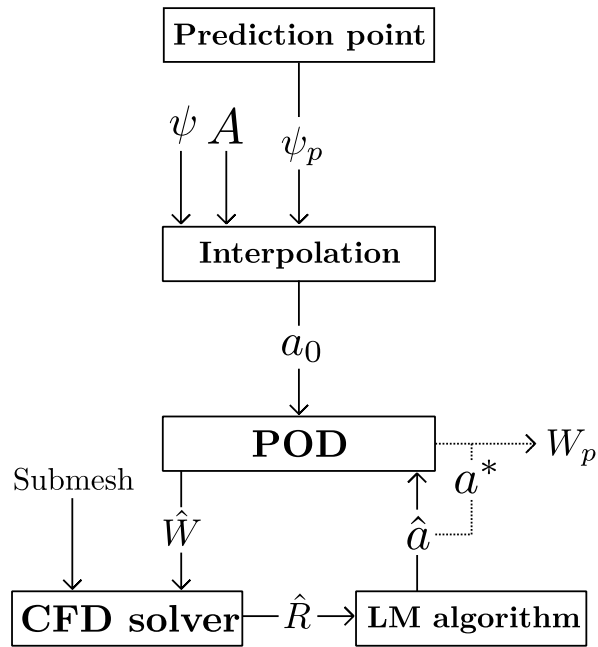 Prediction point
ψ A
ψ_p
Interpolation
a_0
POD
W_p
a*
Submesh
Ŵ
â
CFD solver
R̂
LM algorithm